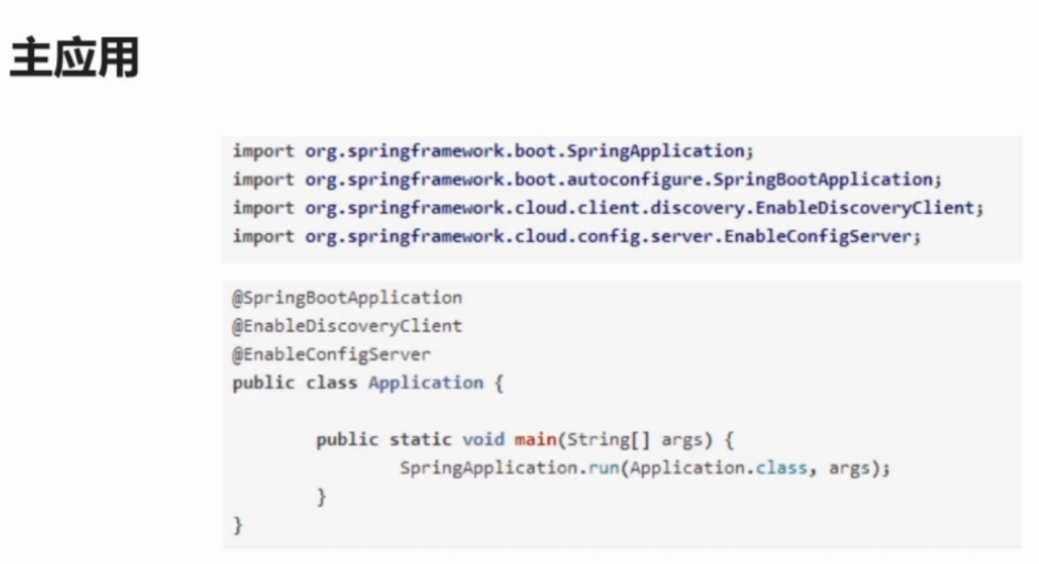 主应用
import org.springframework.boot.SpringApplication;
import org.springframework.boot.autoconfigure.SpringBootApplication;
import org.springframework.cloud.client.discovery.EnableDiscoveryClient;
import org.springframework.cloud.config.server.EnableConfigServer;
@SpringBootApplication
@EnableDiscoveryClient
@EnableConfigServer
public class Application {
public static void main(String[] args) {
SpringApplication.run(Application.class, args);
}
}